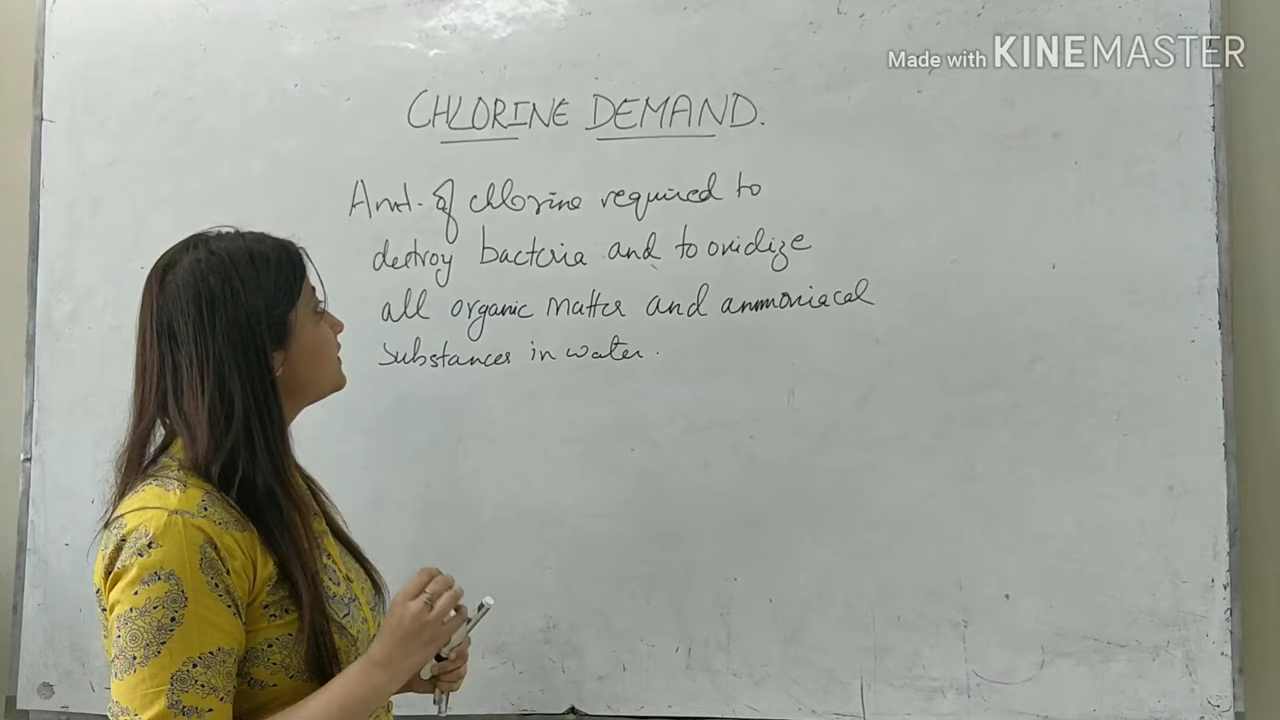 Made with KINEMASTER
CHLORINE DEMAND.
Amt. of chlorine required to
destroy bacteria and to oxidize
all organic matter and ammoniacal
substances in water.